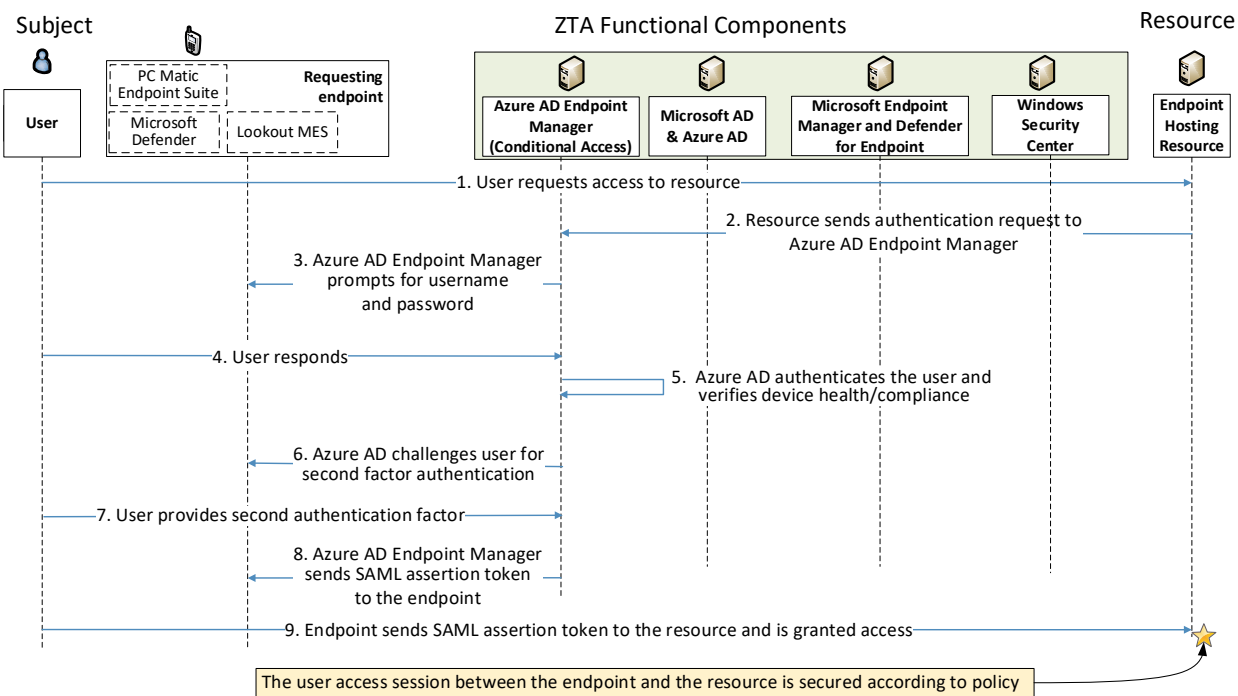 Subject
ZTA Functional Components
Resource
User
PC Matic
Endpoint Suite
Requesting
endpoint
Microsoft
Defender
Lookout MES
Azure AD Endpoint
Manager
(Conditional Access)
Microsoft AD
& Azure AD
Microsoft Endpoint
Manager and Defender
for Endpoint
Windows
Security
Center
Endpoint
Hosting
Resource
1. User requests access to resource
2. Resource sends authentication request to
Azure AD Endpoint Manager
3. Azure AD Endpoint Manager
prompts for username
and password
4. User responds
5. Azure AD authenticates the user and
verifies device health/compliance
6. Azure AD challenges user for
second factor authentication
7. User provides second authentication factor
8. Azure AD Endpoint Manager
sends SAML assertion token
to the endpoint
9. Endpoint sends SAML assertion token to the resource and is granted access
The user access session between the endpoint and the resource is secured according to policy